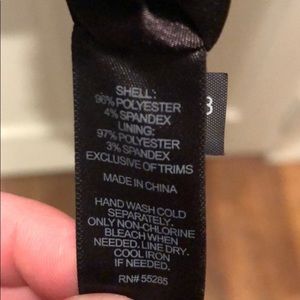 SHELL:
96% POLYESTER
4% SPANDEX
LINING:
97% POLYESTER
3% SPANDEX
EXCLUSIVE OF TRIMS
MADE IN CHINA
HAND WASH COLD
SEPARATELY.
ONLY NON-CHLORINE
BLEACH WHEN
NEEDED. LINE DRY.
COOL IRON
IF NEEDED.
RN# 55285